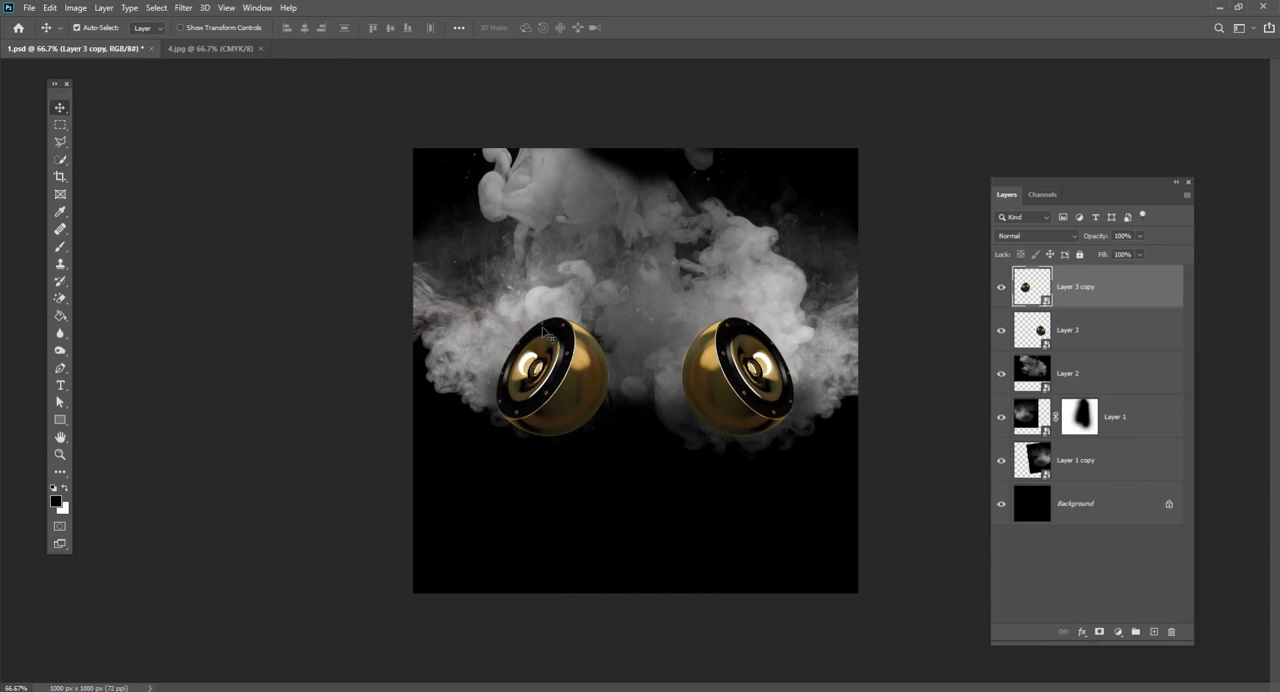 Ps File Edit Image Layer Type Select Filter 3D View Window Help
Auto-Select: Layer Show Transform Controls 3D Mode:
1.psd @ 66.7% (Layer 3 copy, RGB/8#) * × 4.jpg @ 66.7% (CMYK/8) ×
Layers Channels
Kind
Normal Opacity: 100%
Lock: Fill: 100%
Layer 3 copy
Layer 3
Layer 2
Layer 1
Layer 1 copy
Background
66.67% 1000 px x 1000 px (72 ppi)